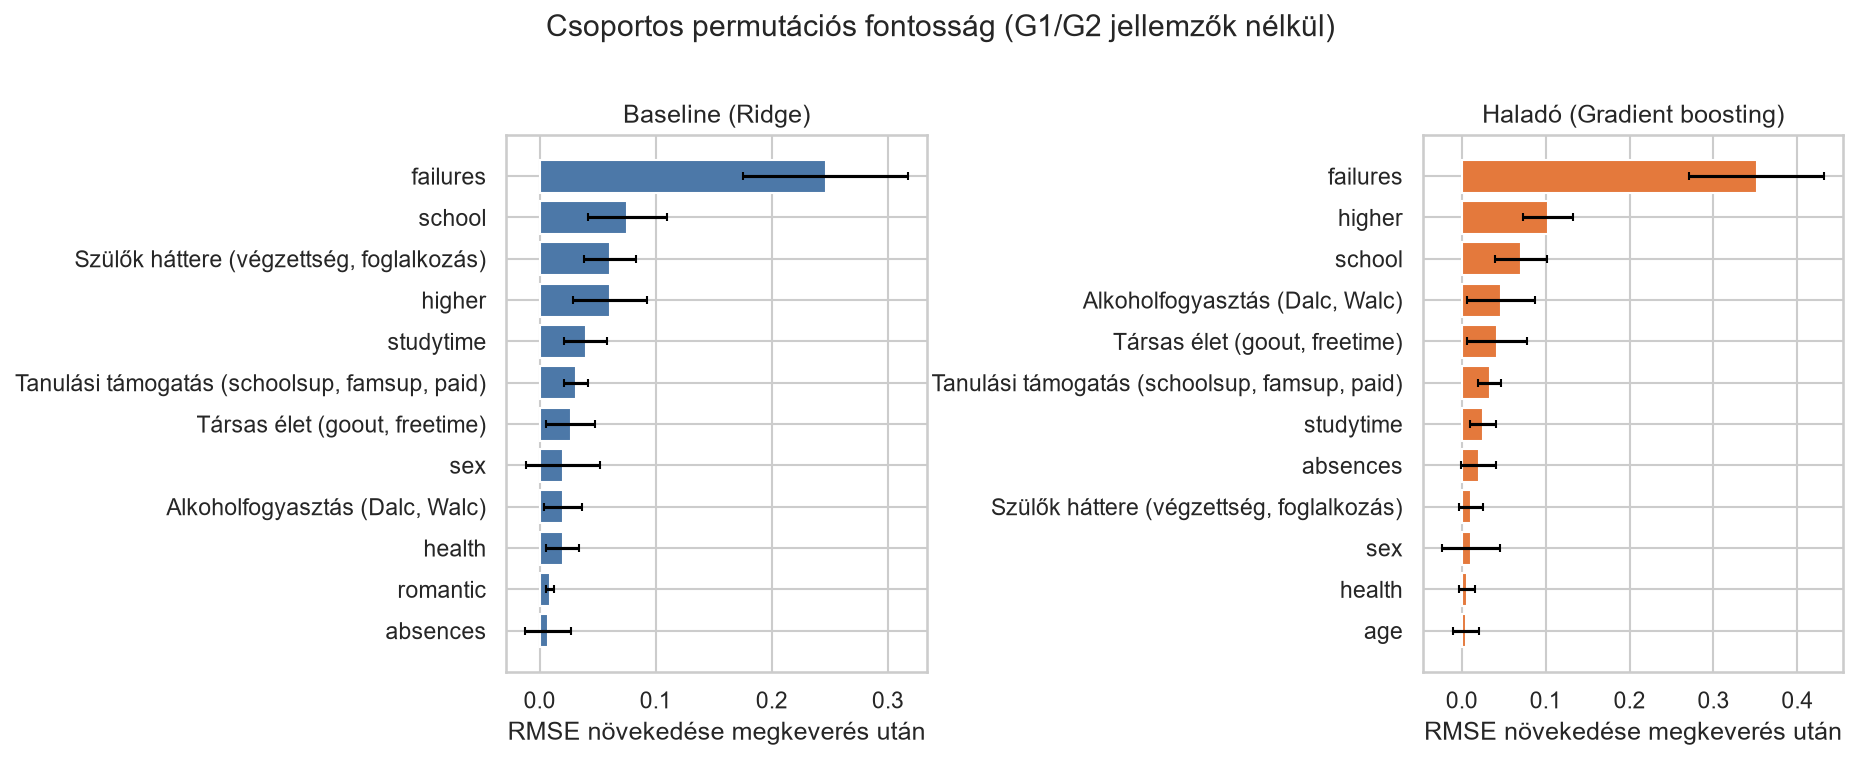 Csoportos permutációs fontosság (G1/G2 jellemzők nélkül)
Baseline (Ridge)
failures
school
Szülők háttere (végzettség, foglalkozás)
higher
studytime
Tanulási támogatás (schoolsup, famsup, paid)
Társas élet (goout, freetime)
sex
Alkoholfogyasztás (Dalc, Walc)
health
romantic
absences
0.0 0.1 0.2 0.3
RMSE növekedése megkeverés után
Haladó (Gradient boosting)
failures
higher
school
Alkoholfogyasztás (Dalc, Walc)
Társas élet (goout, freetime)
Tanulási támogatás (schoolsup, famsup, paid)
studytime
absences
Szülők háttere (végzettség, foglalkozás)
sex
health
age
0.0 0.1 0.2 0.3 0.4
RMSE növekedése megkeverés után